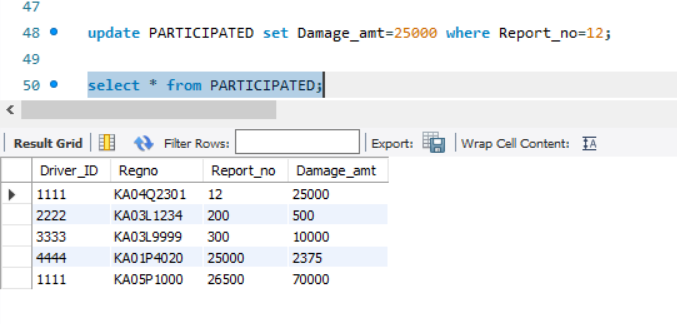 47
48 update PARTICIPATED set Damage_amt=25000 where Report_no=12;
49
50 select * from PARTICIPATED;
Result Grid Filter Rows: Export: Wrap Cell Content: IA
Driver_ID Regno Report_no Damage_amt
1111 KA04Q2301 12 25000
2222 KA03L1234 200 500
3333 KA03L9999 300 10000
4444 KA01P4020 25000 2375
1111 KA05P1000 26500 70000